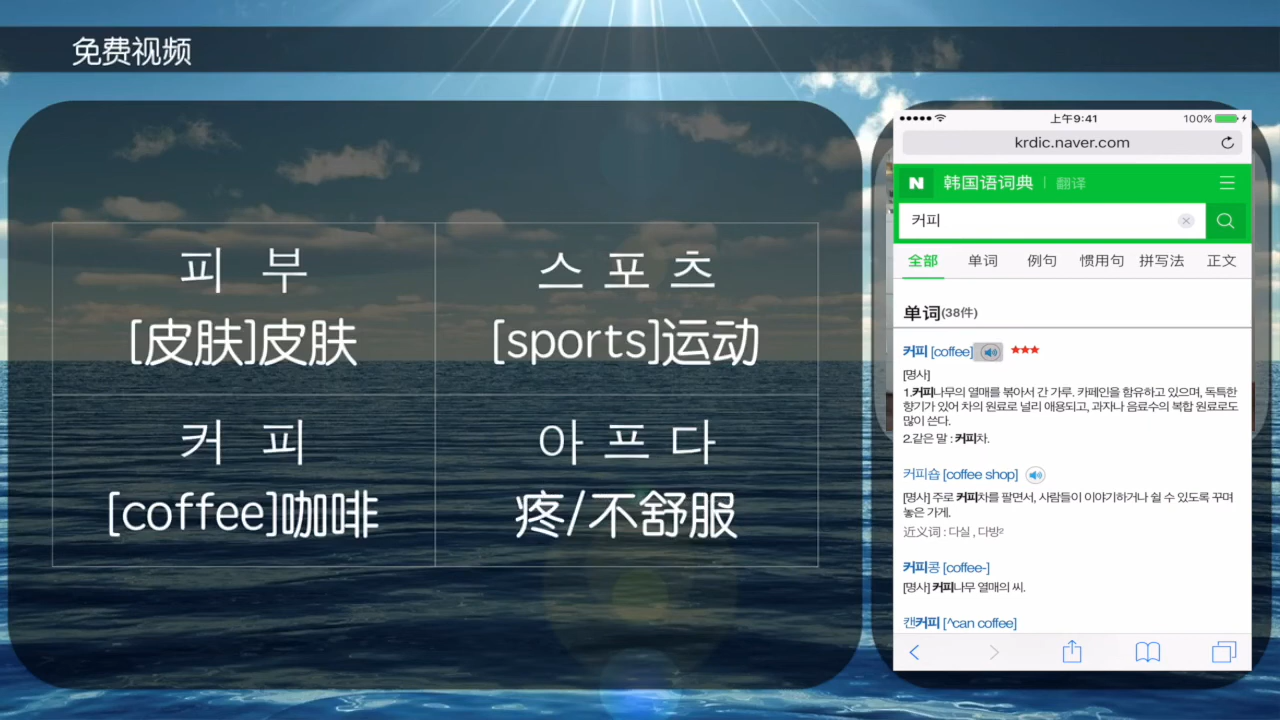 免费视频
피 부
[皮肤]皮肤
스 포 츠
[sports]运动
커 피
[coffee]咖啡
아 프 다
疼/不舒服
上午9:41
100%
krdic.naver.com
N 韩国语词典 翻译
커피
全部 单词 例句 惯用句 拼写法 正文
单词(38件)
커피 [coffee] ★★★
[명사]
1.커피나무의 열매를 볶아서 간 가루. 카페인을 함유하고 있으며, 독특한
향기가 있어 차의 원료로 널리 애용되고, 과자나 음료수의 복합 원료로도
많이 쓴다.
2.같은 말 : 커피차.
커피숍 [coffee shop]
[명사] 주로 커피차를 팔면서, 사람들이 이야기하거나 쉴 수 있도록 꾸며
놓은 가게.
近义词 : 다실 , 다방2
커피콩 [coffee-]
[명사] 커피나무 열매의 씨.
캔커피 [^can coffee]